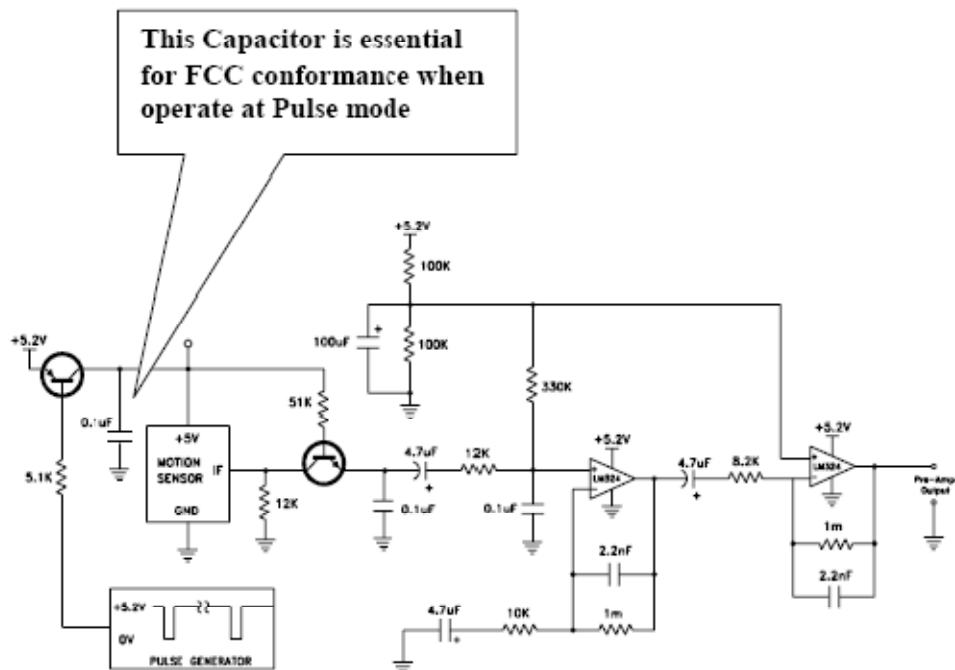 This Capacitor is essential
for FCC conformance when
operate at Pulse mode
+5.2V
100K
100uF
+
100K
330K
+5.2V
0.1uF
5.1K
+5V
MOTION
SENSOR
IF
GND
51K
12K
4.7uF
+
0.1uF
12K
0.1uF
+5.2V
+
-
LM324
2.2nF
1m
4.7uF
+
10K
4.7uF
+
8.2K
+5.2V
+
-
LM324
1m
2.2nF
Pre-Amp
Output
+5.2V
0V
PULSE GENERATOR